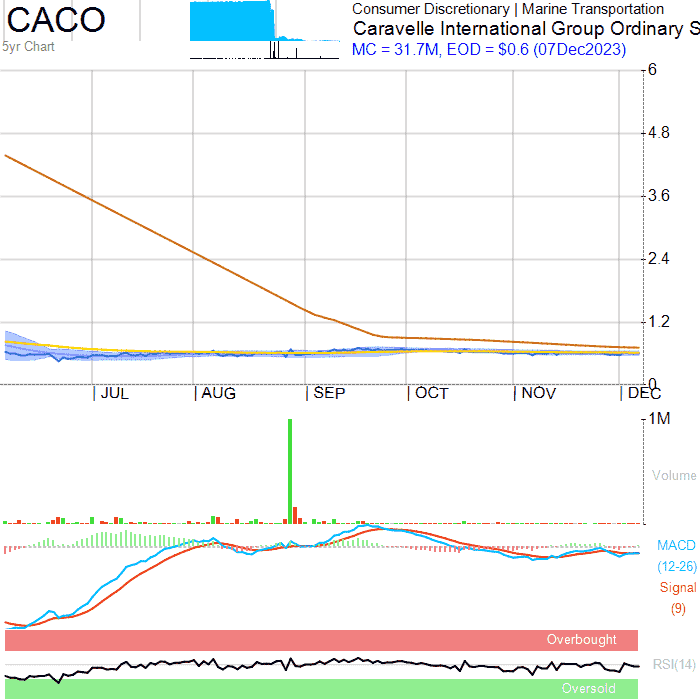 CACO
5yr Chart
Consumer Discretionary | Marine Transportation
Caravelle International Group Ordinary S
MC = 31.7M, EOD = $0.6 (07Dec2023)
6
4.8
3.6
2.4
1.2
0
JUL AUG SEP OCT NOV DEC
1M
Volume
MACD
(12-26)
Signal
(9)
Overbought
RSI(14)
Oversold